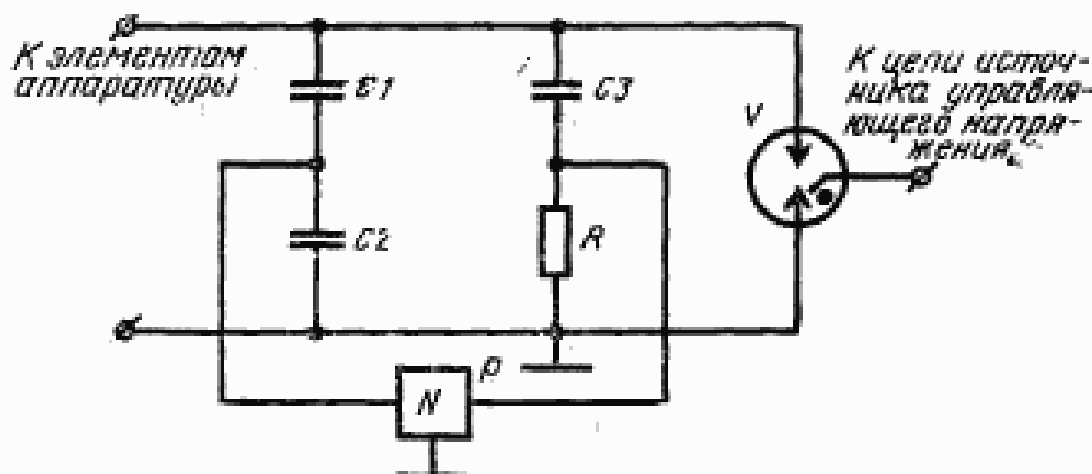 К элементам
аппаратуры
C1
C3
V
К цепи источ-
ника управля-
ющего напря-
жения
C2
R
P
N